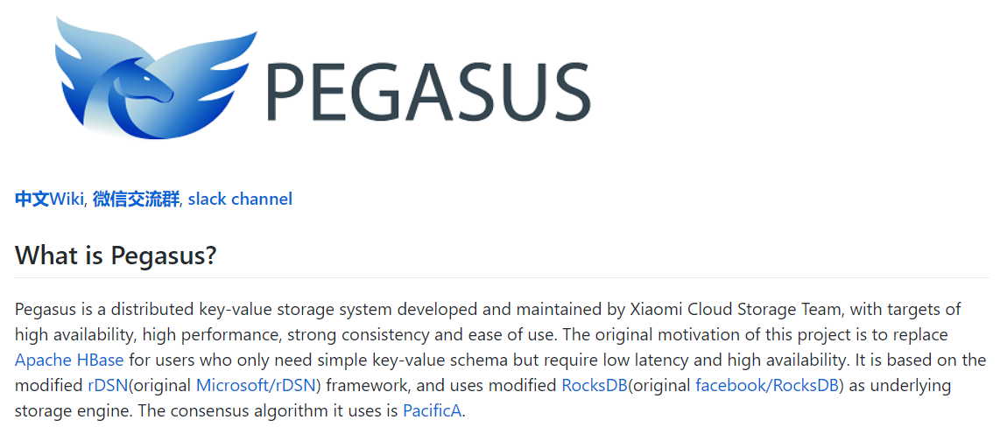 PEGASUS
中文Wiki, 微信交流群, slack channel
What is Pegasus?
Pegasus is a distributed key-value storage system developed and maintained by Xiaomi Cloud Storage Team, with targets of
high availability, high performance, strong consistency and ease of use. The original motivation of this project is to replace
Apache HBase for users who only need simple key-value schema but require low latency and high availability. It is based on the
modified rDSN(original Microsoft/rDSN) framework, and uses modified RocksDB(original facebook/RocksDB) as underlying
storage engine. The consensus algorithm it uses is PacificA.